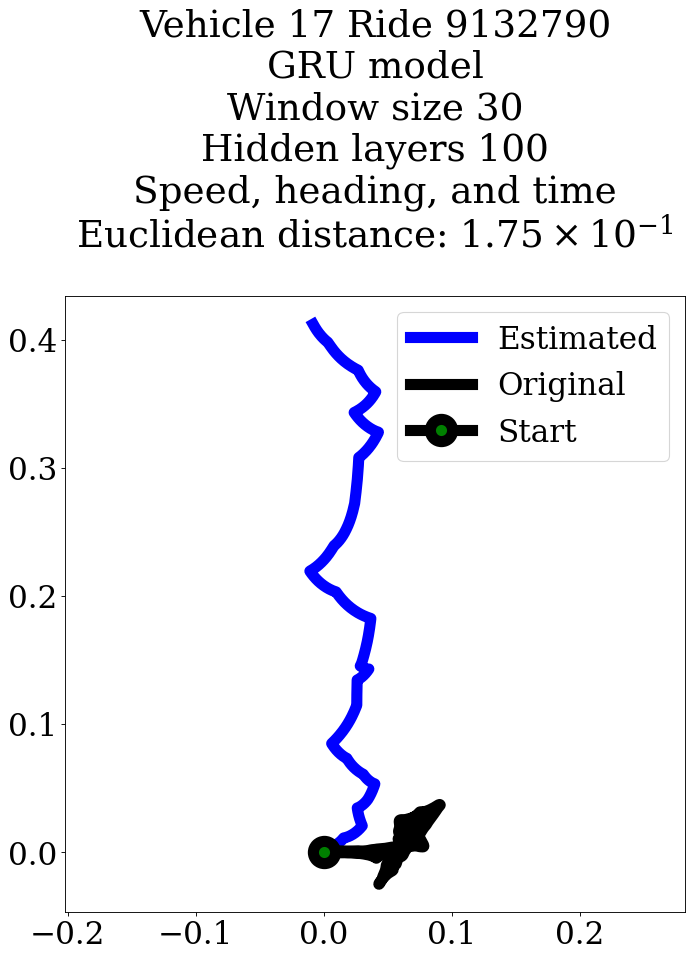 Vehicle 17 Ride 9132790
GRU model
Window size 30
Hidden layers 100
Speed, heading, and time
Euclidean distance: 1.75 × 10⁻¹
Estimated
Original
Start
0.4
0.3
0.2
0.1
0.0
−0.2 −0.1 0.0 0.1 0.2